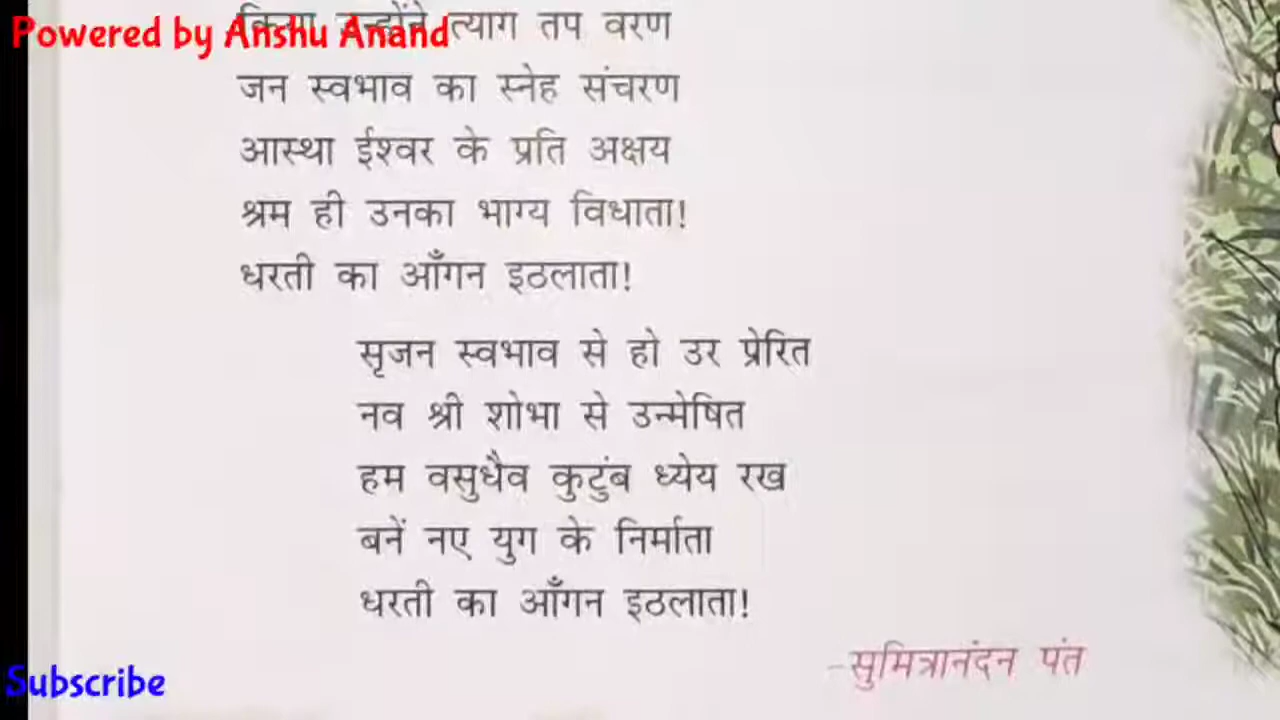 Powered by Anshu Anand
त्याग तप वरण
जन स्वभाव का स्नेह संचरण
आस्था ईश्वर के प्रति अक्षय
श्रम ही उनका भाग्य विधाता!
धरती का आँगन इठलाता!
सृजन स्वभाव से हो उर प्रेरित
नव श्री शोभा से उन्मेषित
हम वसुधैव कुटुंब ध्येय रख
बनें नए युग के निर्माता
धरती का आँगन इठलाता!
–सुमित्रानंदन पंत
Subscribe